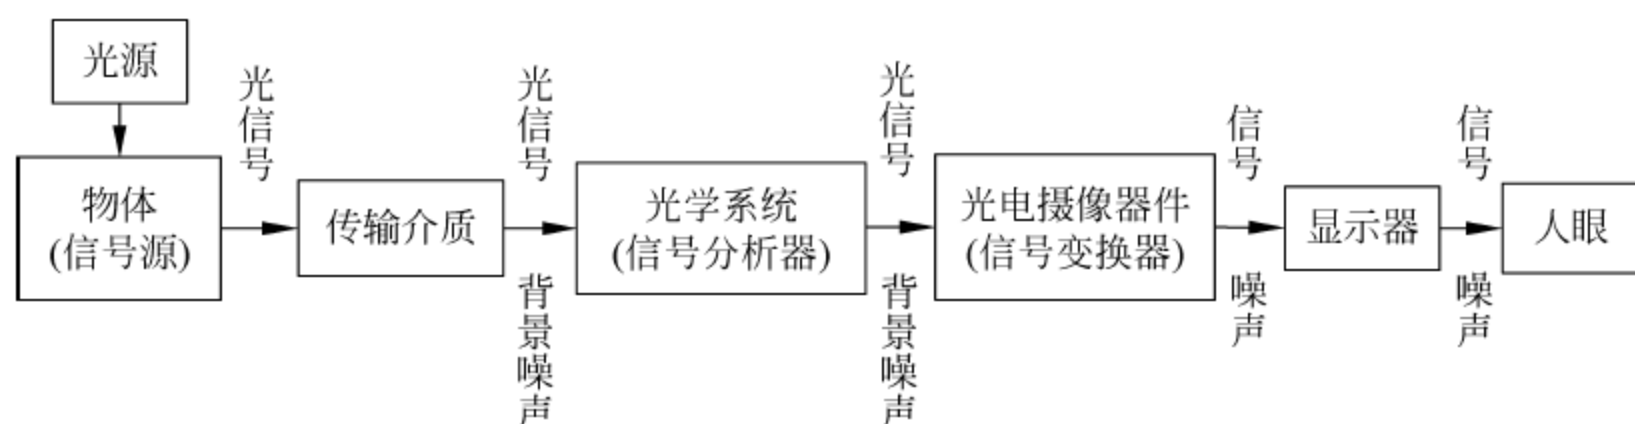 光源
物体
(信号源)
光信号
传输介质
光信号
背景噪声
光学系统
(信号分析器)
光信号
背景噪声
光电摄像器件
(信号变换器)
信号
噪声
显示器
信号
噪声
人眼